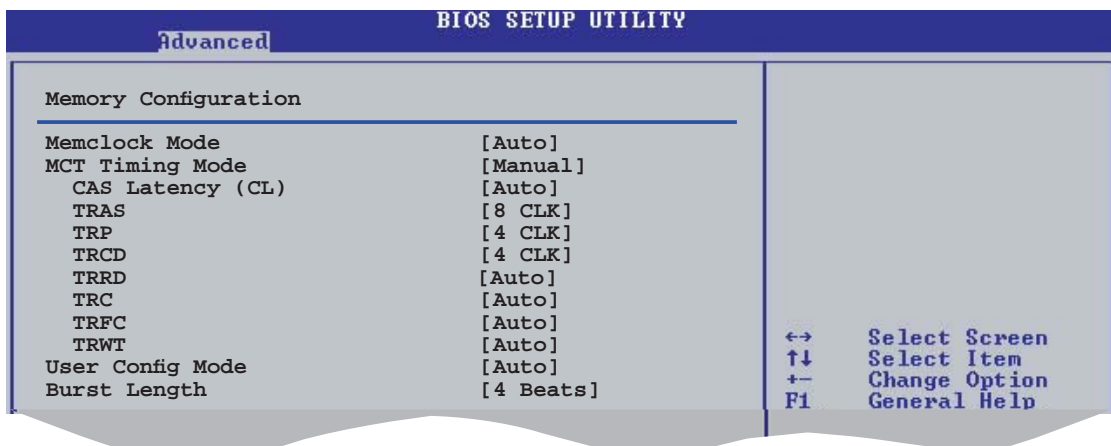 BIOS SETUP UTILITY
Advanced
Memory Configuration
Memclock Mode [Auto]
MCT Timing Mode [Manual]
CAS Latency (CL) [Auto]
TRAS [8 CLK]
TRP [4 CLK]
TRCD [4 CLK]
TRRD [Auto]
TRC [Auto]
TRFC [Auto]
TRWT [Auto]
User Config Mode [Auto]
Burst Length [4 Beats]
←→ Select Screen
↑↓ Select Item
+- Change Option
F1 General Help